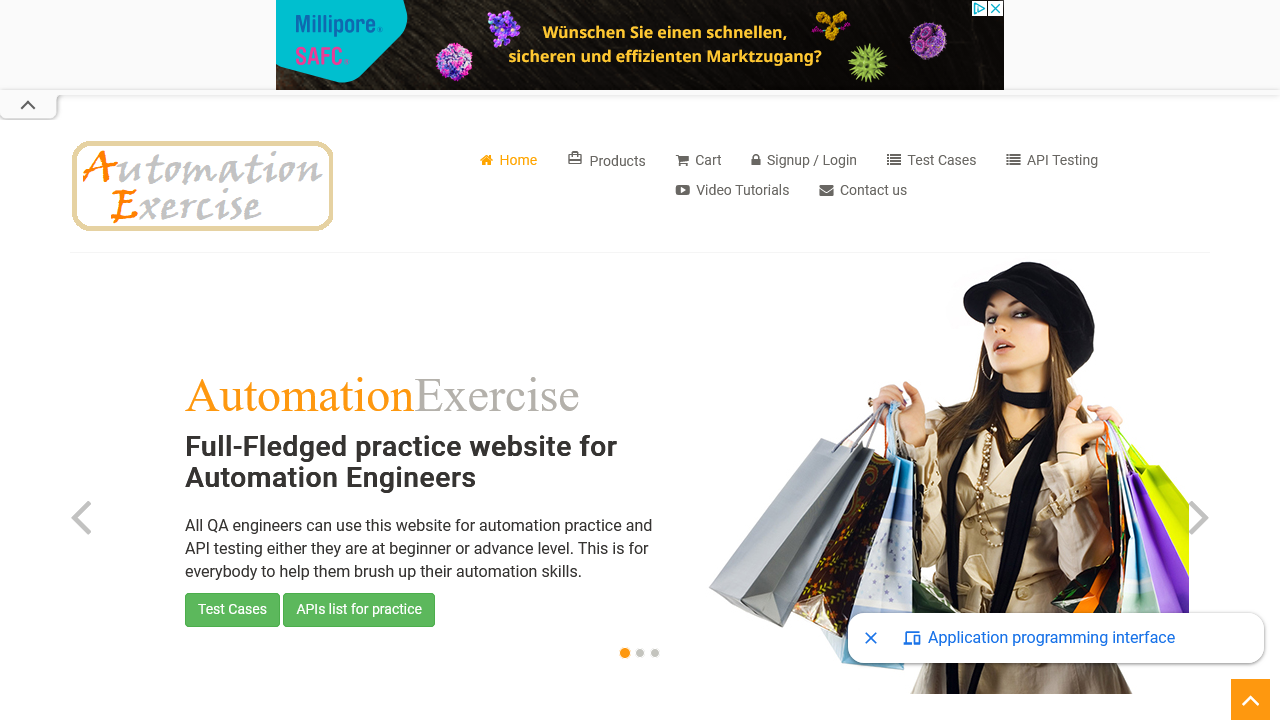 Millipore®
SAFC®
Wünschen Sie einen schnellen,
sicheren und effizienten Marktzugang?
Automation
Exercise
Home
Products
Cart
Signup / Login
Test Cases
API Testing
Video Tutorials
Contact us
AutomationExercise
Full-Fledged practice website for
Automation Engineers
All QA engineers can use this website for automation practice and
API testing either they are at beginner or advance level. This is for
everybody to help them brush up their automation skills.
Test Cases
APIs list for practice
Application programming interface